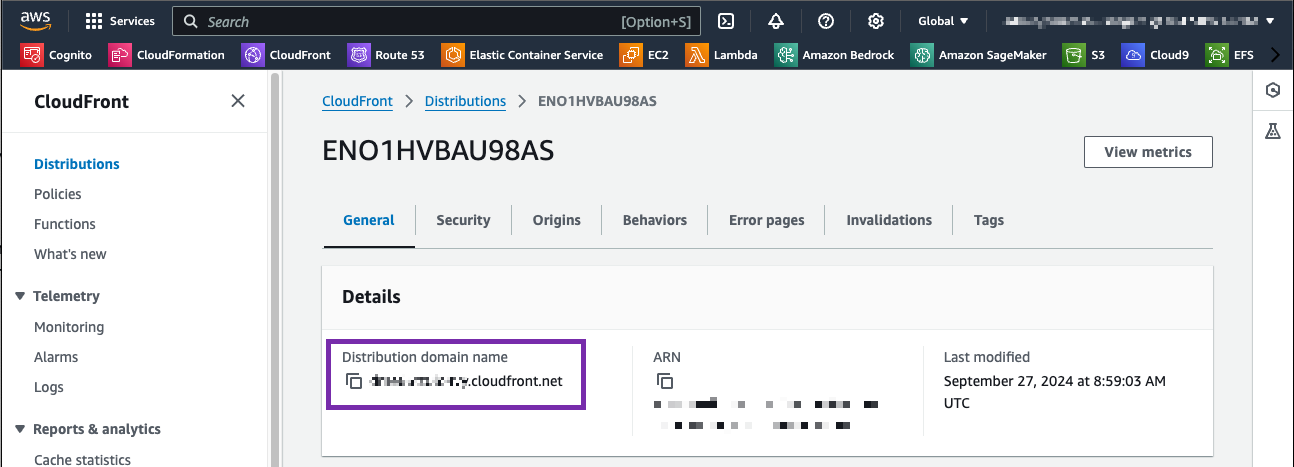 aws
Services
Search
[Option+S]
Global
Cognito
CloudFormation
CloudFront
Route 53
Elastic Container Service
EC2
Lambda
Amazon Bedrock
Amazon SageMaker
S3
Cloud9
EFS
CloudFront
Distributions
Policies
Functions
What's new
Telemetry
Monitoring
Alarms
Logs
Reports & analytics
Cache statistics
CloudFront
Distributions
ENO1HVBAU98AS
ENO1HVBAU98AS
View metrics
General
Security
Origins
Behaviors
Error pages
Invalidations
Tags
Details
Distribution domain name
.cloudfront.net
ARN
Last modified
September 27, 2024 at 8:59:03 AM
UTC